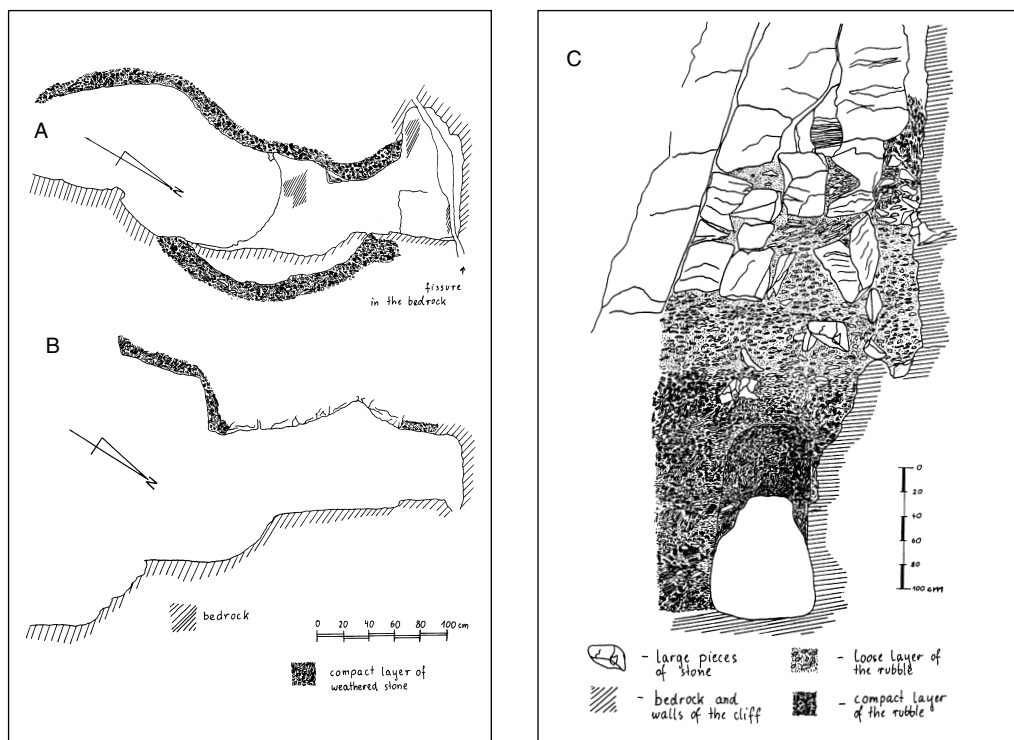 A
N
fissure
in the bedrock
B
N
bedrock
0 20 40 60 80 100 cm
compact layer of
weathered stone
C
0
20
40
60
80
100 cm
- large pieces
of stone
- bedrock and
walls of the cliff
- loose layer of
the rubble
- compact layer
of the rubble